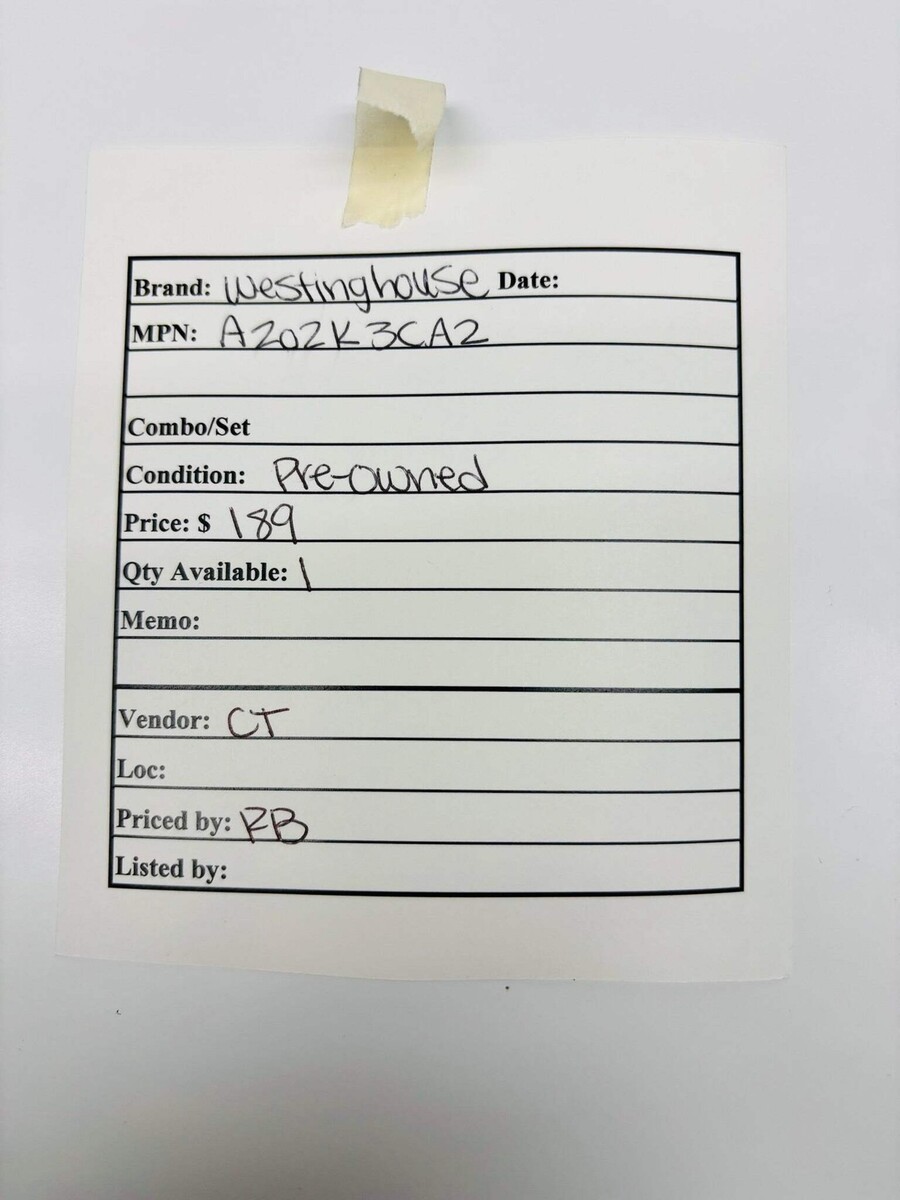 Brand: Westinghouse Date:
MPN: A202K3CA2
Combo/Set
Condition: Pre-owned
Price: $ 189
Qty Available: 1
Memo:
Vendor: CT
Loc:
Priced by: RB
Listed by: